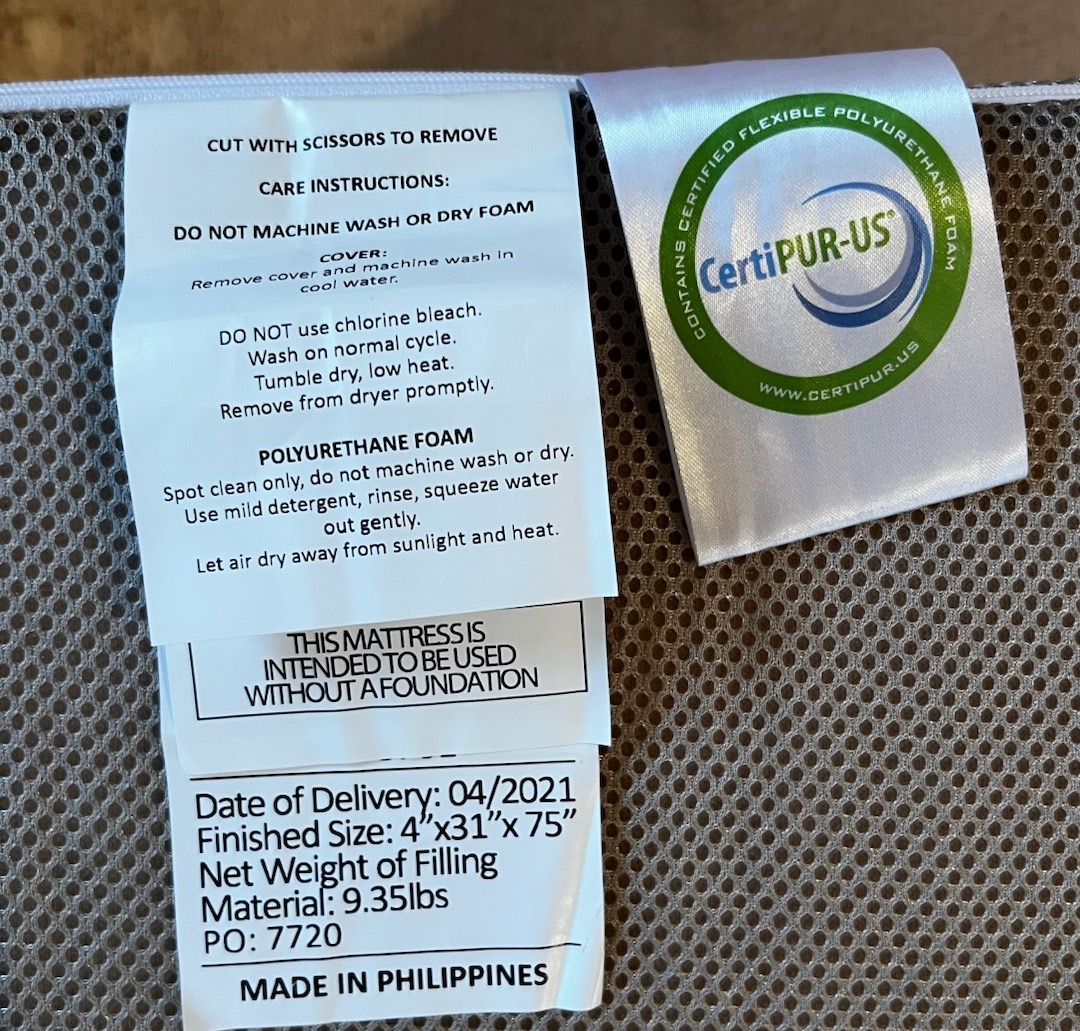 CUT WITH SCISSORS TO REMOVE
CARE INSTRUCTIONS:
DO NOT MACHINE WASH OR DRY FOAM
COVER:
Remove cover and machine wash in
cool water.
DO NOT use chlorine bleach.
Wash on normal cycle.
Tumble dry, low heat.
Remove from dryer promptly.
POLYURETHANE FOAM
Spot clean only, do not machine wash or dry.
Use mild detergent, rinse, squeeze water
out gently.
Let air dry away from sunlight and heat.
THIS MATTRESS IS
INTENDED TO BE USED
WITHOUT A FOUNDATION
Date of Delivery: 04/2021
Finished Size: 4”x31”x 75”
Net Weight of Filling
Material: 9.35lbs
PO: 7720
MADE IN PHILIPPINES
CONTAINS CERTIFIED FLEXIBLE POLYURETHANE FOAM
CertiPUR-US®
WWW.CERTIPUR.US